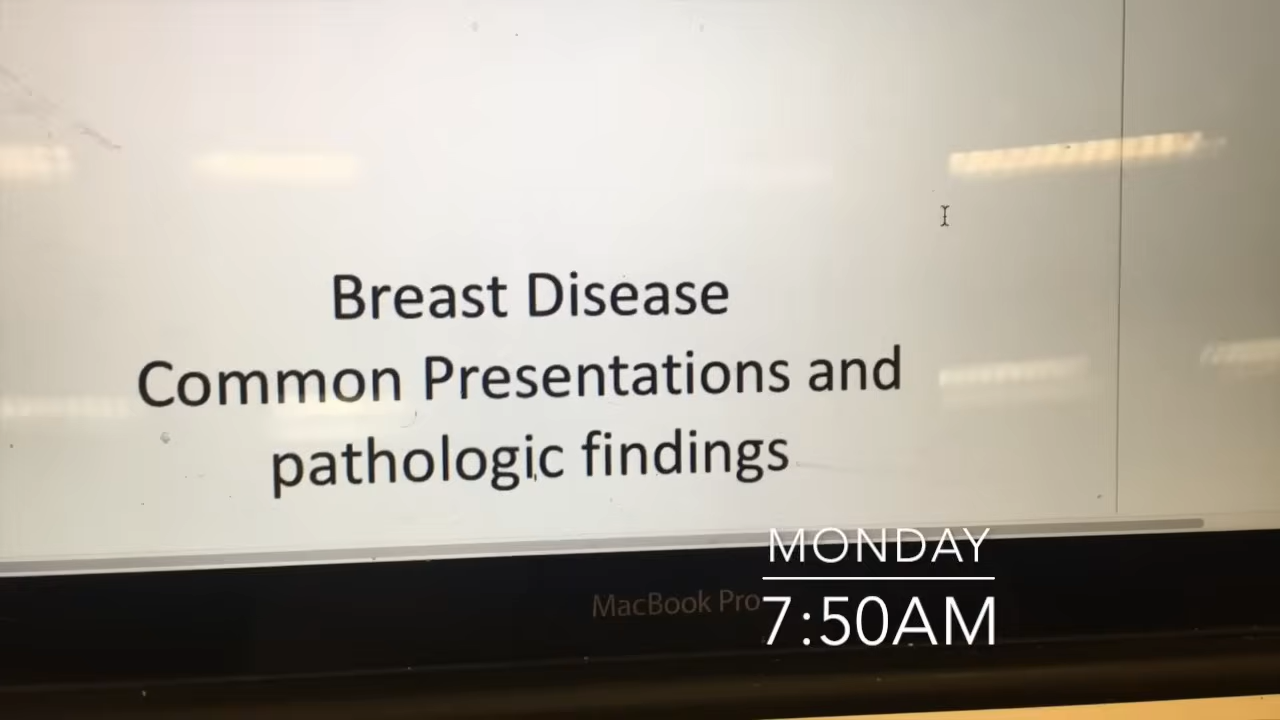 Breast Disease
Common Presentations and
pathologic findings
MONDAY
MacBook Pro
7:50AM